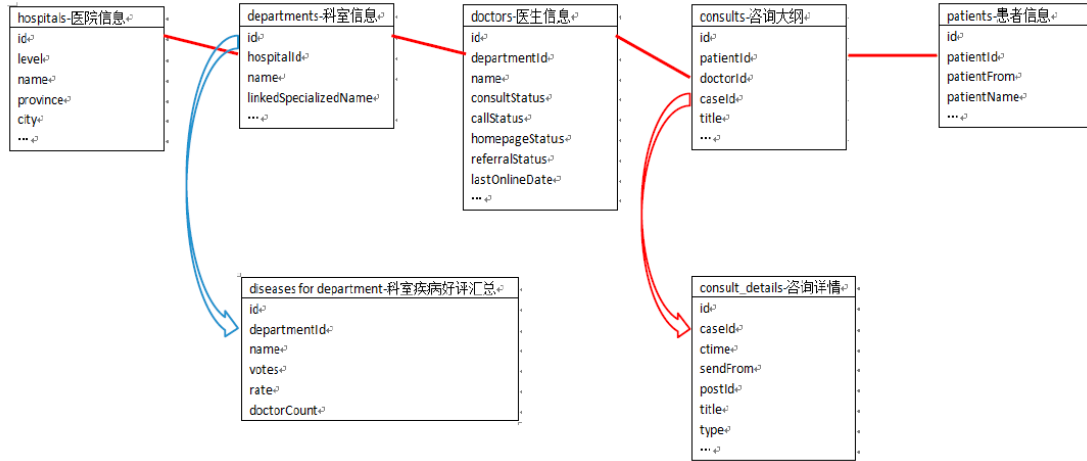 hospitals-医院信息
id
level
name
province
city
…
departments-科室信息
id
hospitalId
name
linkedSpecializedName
…
doctors-医生信息
id
departmentId
name
consultStatus
callStatus
homepageStatus
referralStatus
lastOnlineDate
…
consults-咨询大纲
id
patientId
doctorId
caseId
title
…
patients-患者信息
id
patientId
patientFrom
patientName
…
diseases for department-科室疾病好评汇总
id
departmentId
name
votes
rate
doctorCount
consult_details-咨询详情
id
caseId
ctime
sendFrom
postId
title
type
…